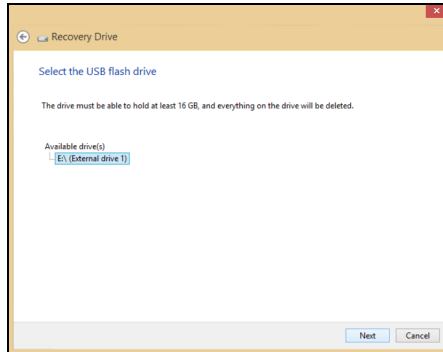 Recovery Drive
Select the USB flash drive
The drive must be able to hold at least 16 GB, and everything on the drive will be deleted.
Available drive(s)
E:\ (External drive 1)
Next Cancel